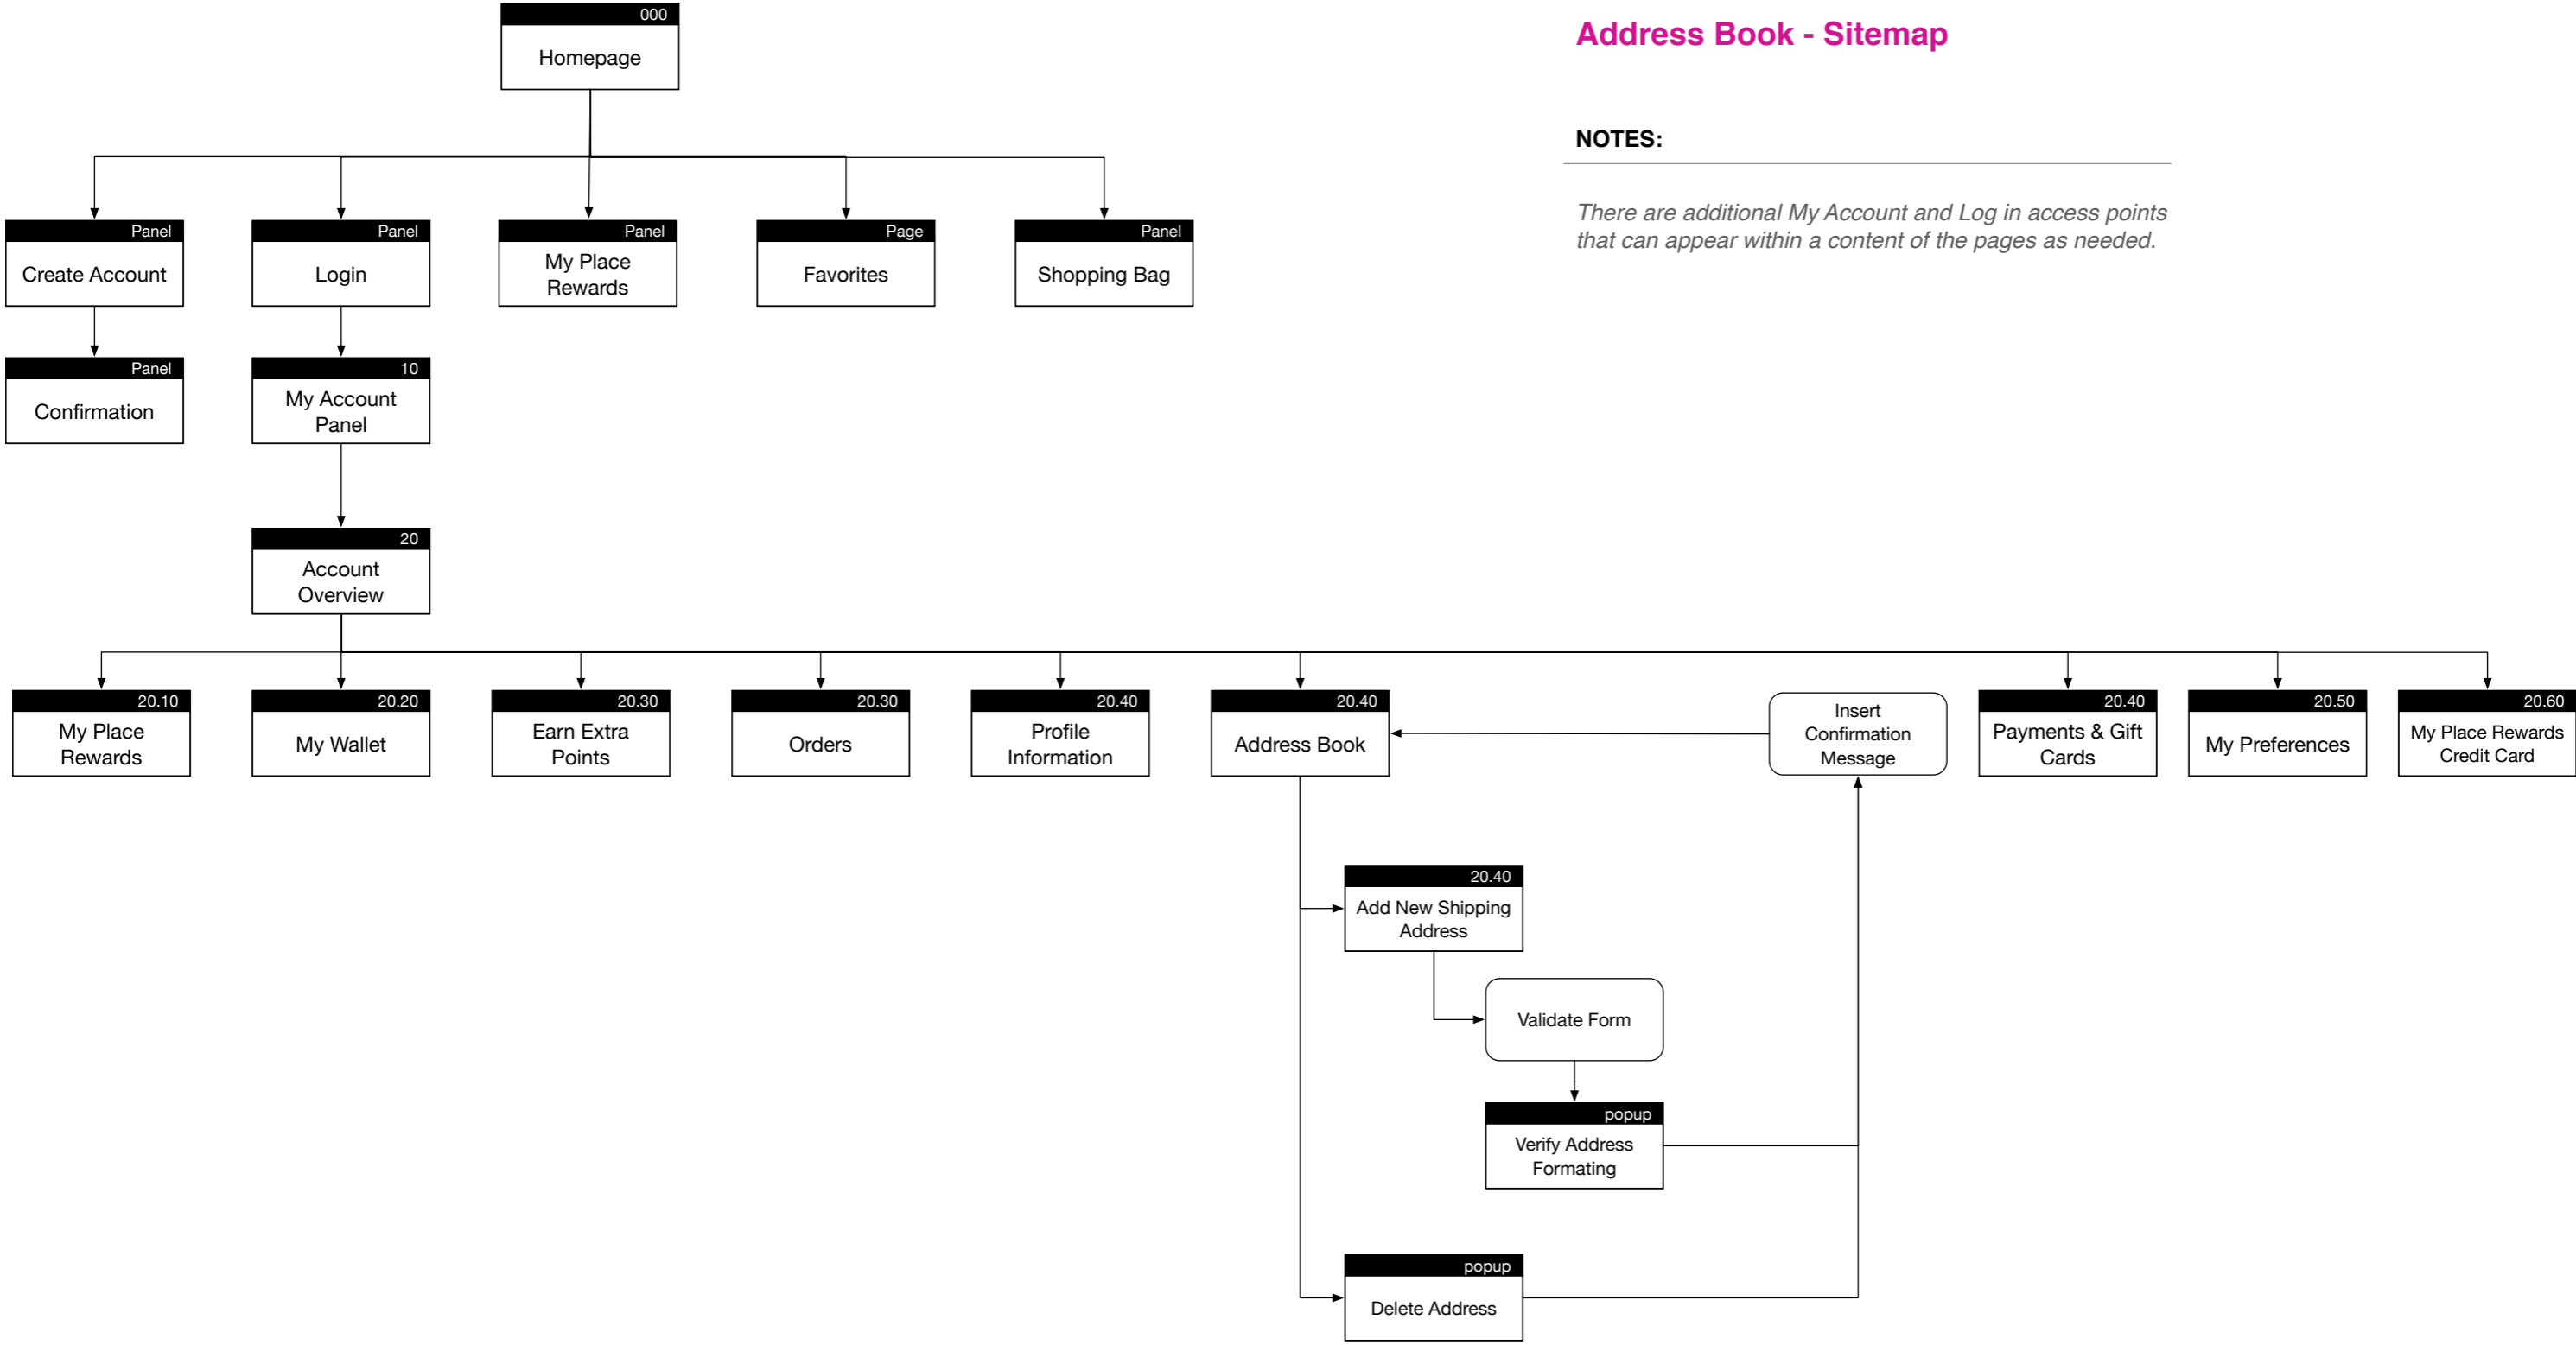 000
Homepage
Address Book - Sitemap
NOTES:
There are additional My Account and Log in access points
that can appear within a content of the pages as needed.
Panel
Create Account
Panel
Login
Panel
My Place
Rewards
Page
Favorites
Panel
Shopping Bag
Panel
Confirmation
10
My Account
Panel
20
Account
Overview
20.10
My Place
Rewards
20.20
My Wallet
20.30
Earn Extra
Points
20.30
Orders
20.40
Profile
Information
20.40
Address Book
Insert
Confirmation
Message
20.40
Payments & Gift
Cards
20.50
My Preferences
20.60
My Place Rewards
Credit Card
20.40
Add New Shipping
Address
Validate Form
popup
Verify Address
Formating
popup
Delete Address